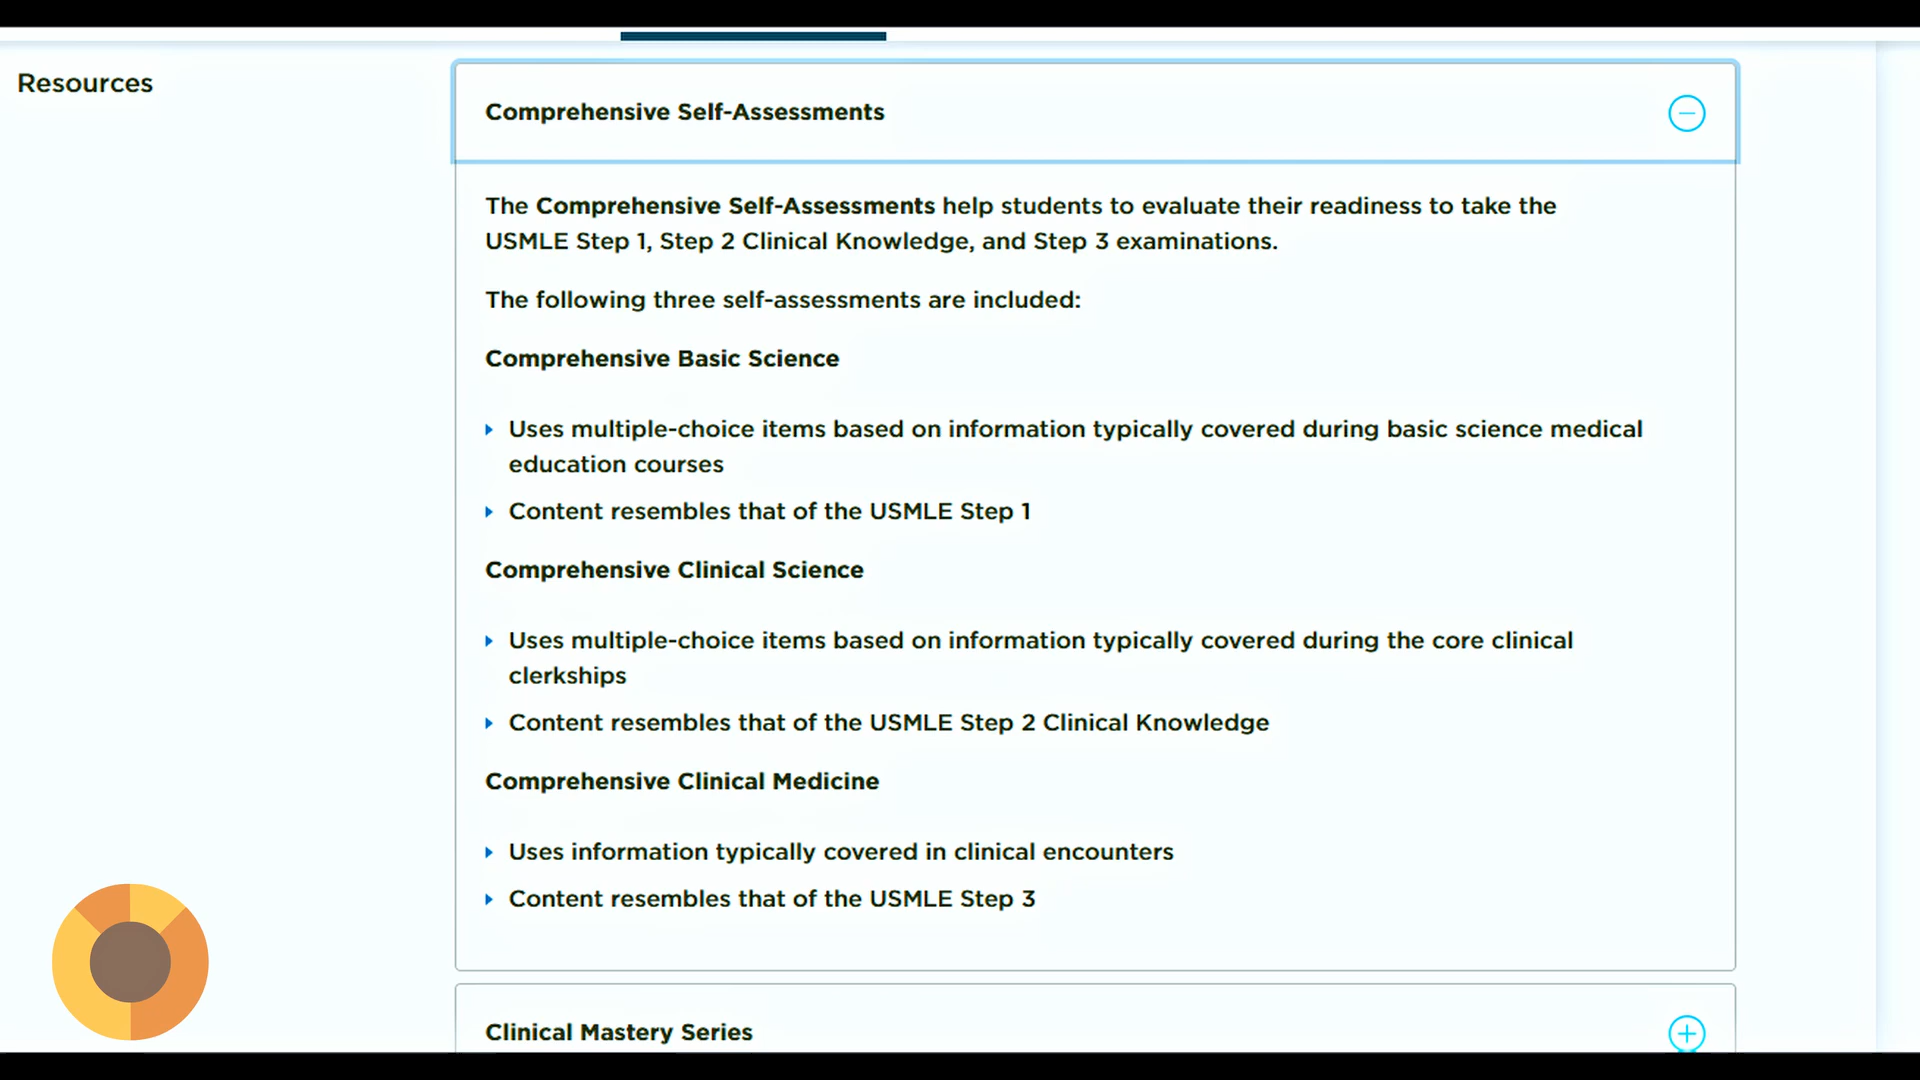 Resources
Comprehensive Self-Assessments
The Comprehensive Self-Assessments help students to evaluate their readiness to take the
USMLE Step 1, Step 2 Clinical Knowledge, and Step 3 examinations.
The following three self-assessments are included:
Comprehensive Basic Science
Uses multiple-choice items based on information typically covered during basic science medical
education courses
Content resembles that of the USMLE Step 1
Comprehensive Clinical Science
Uses multiple-choice items based on information typically covered during the core clinical
clerkships
Content resembles that of the USMLE Step 2 Clinical Knowledge
Comprehensive Clinical Medicine
Uses information typically covered in clinical encounters
Content resembles that of the USMLE Step 3
Clinical Mastery Series